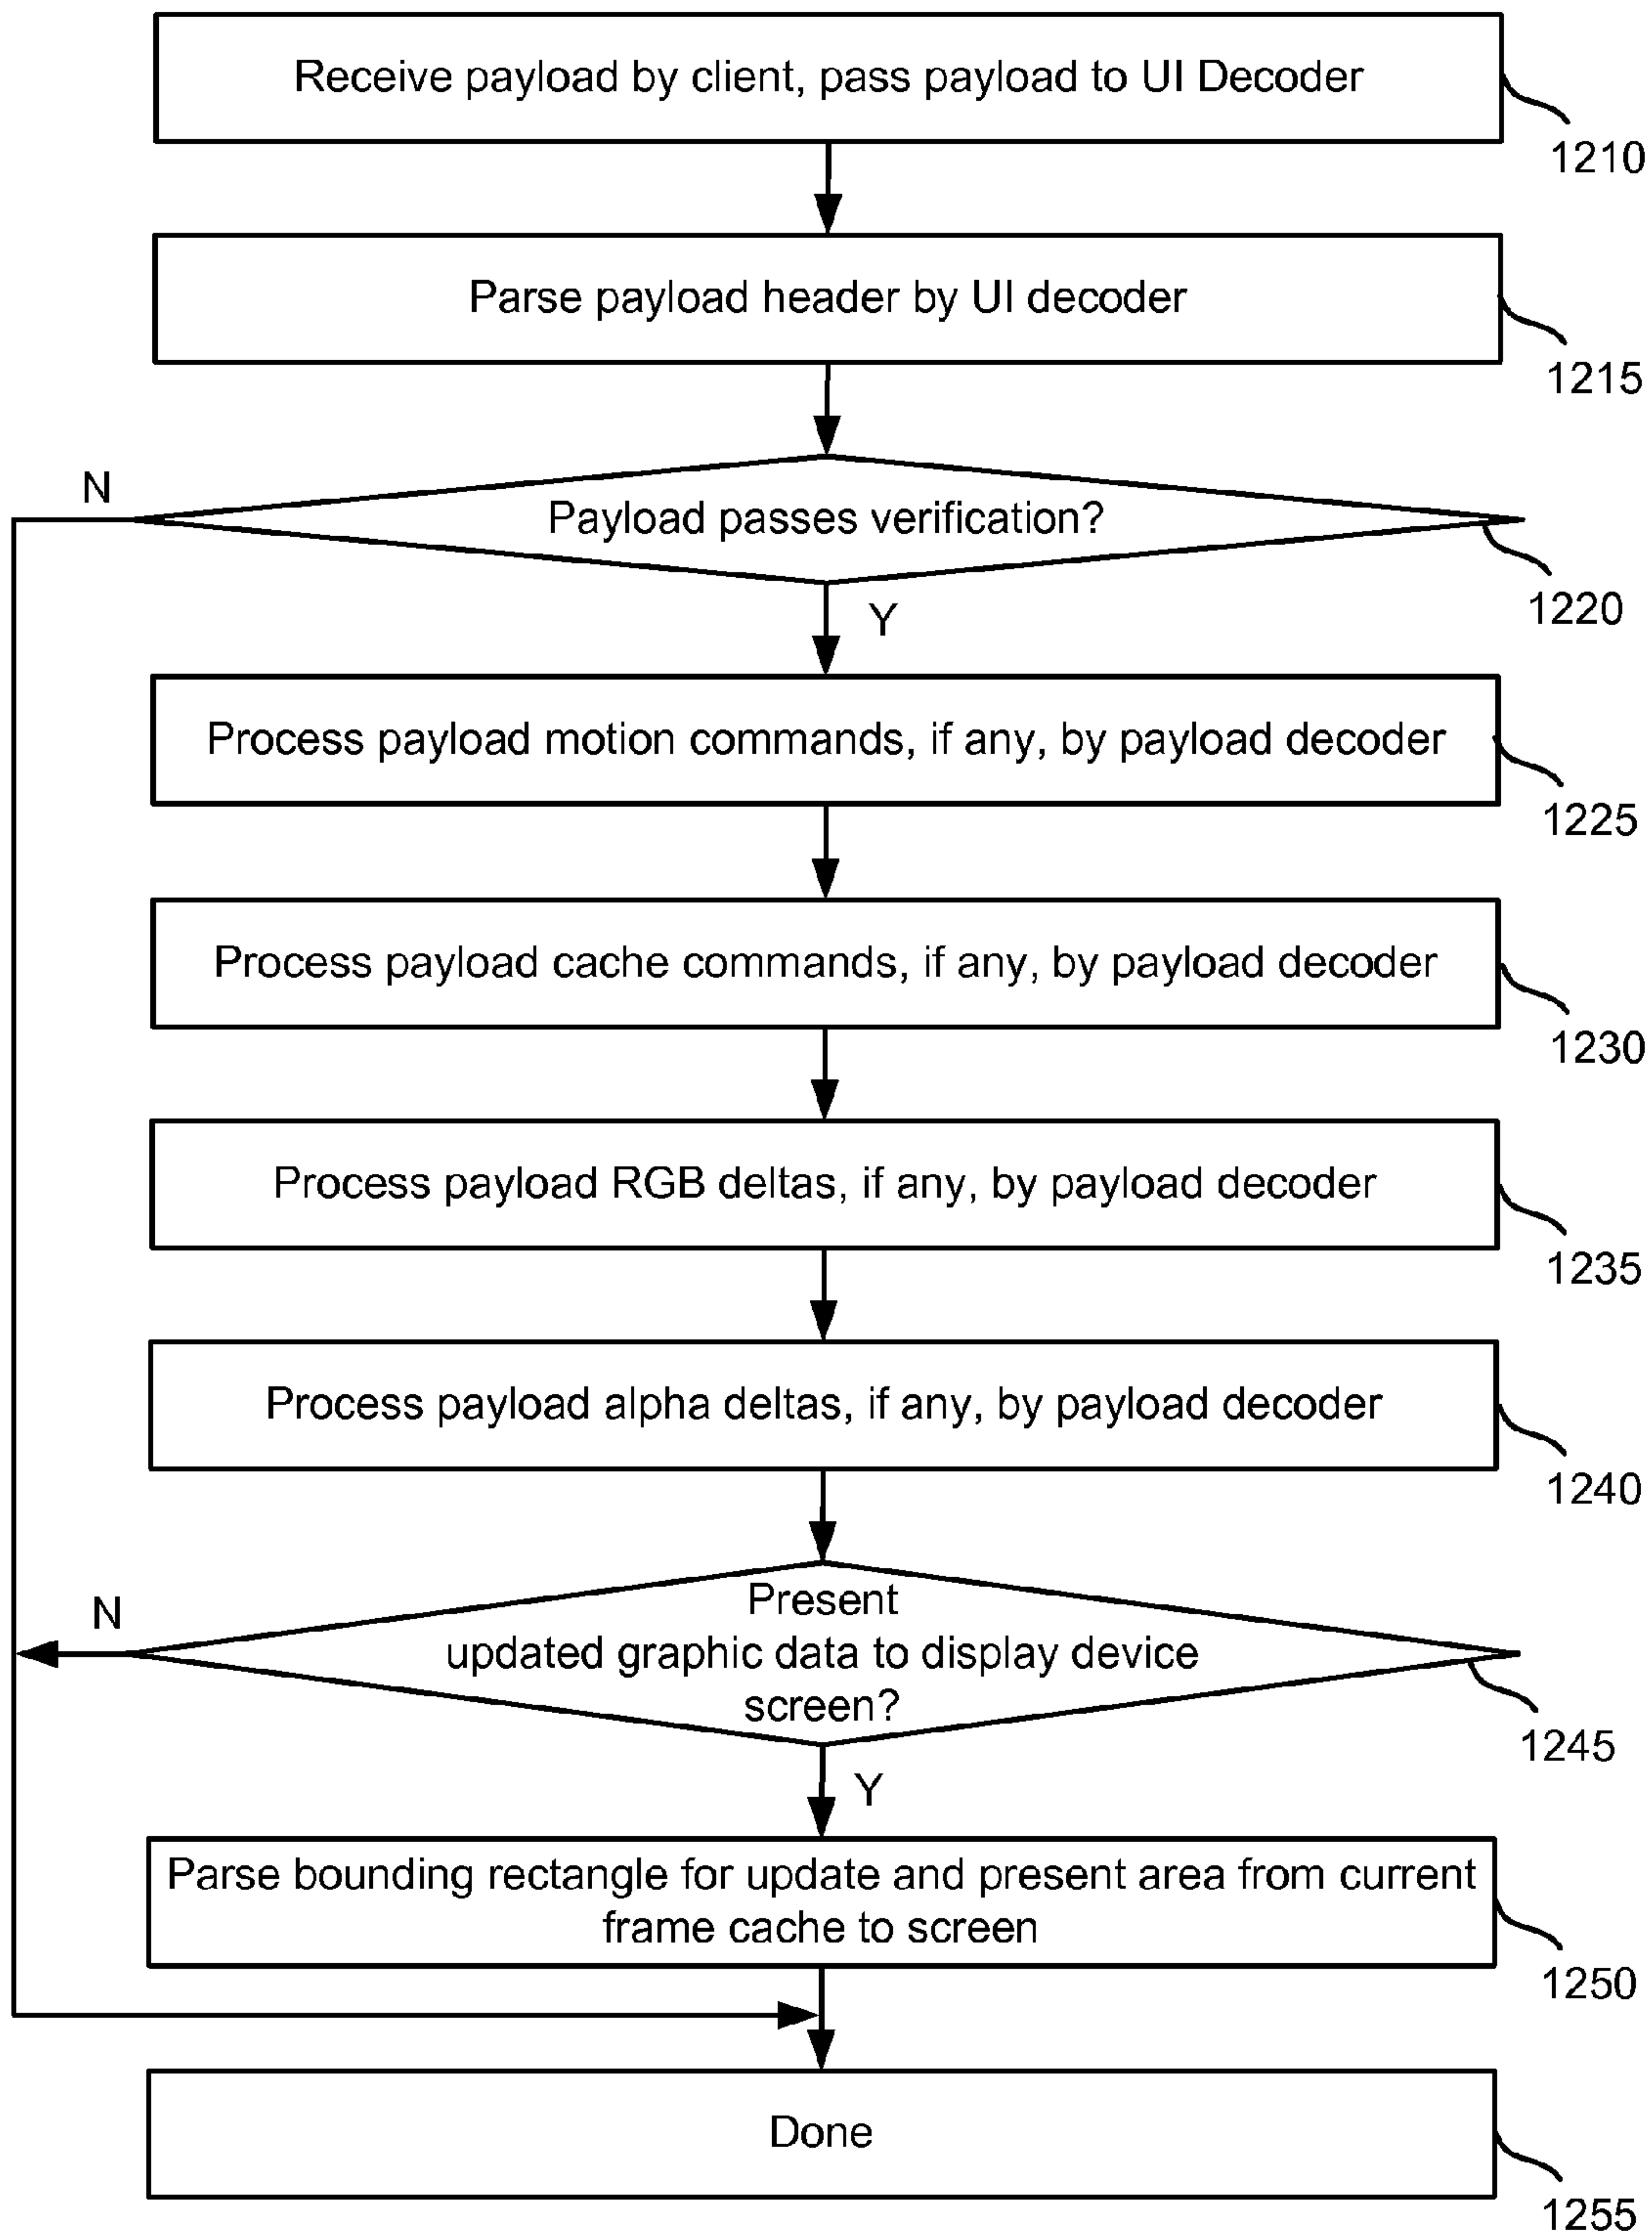 Receive payload by client, pass payload to UI Decoder
1210
Parse payload header by UI decoder
1215
N
Payload passes verification?
1220
Y
Process payload motion commands, if any, by payload decoder
1225
Process payload cache commands, if any, by payload decoder
1230
Process payload RGB deltas, if any, by payload decoder
1235
Process payload alpha deltas, if any, by payload decoder
1240
N
Present
updated graphic data to display device
screen?
1245
Y
Parse bounding rectangle for update and present area from current
frame cache to screen
1250
Done
1255